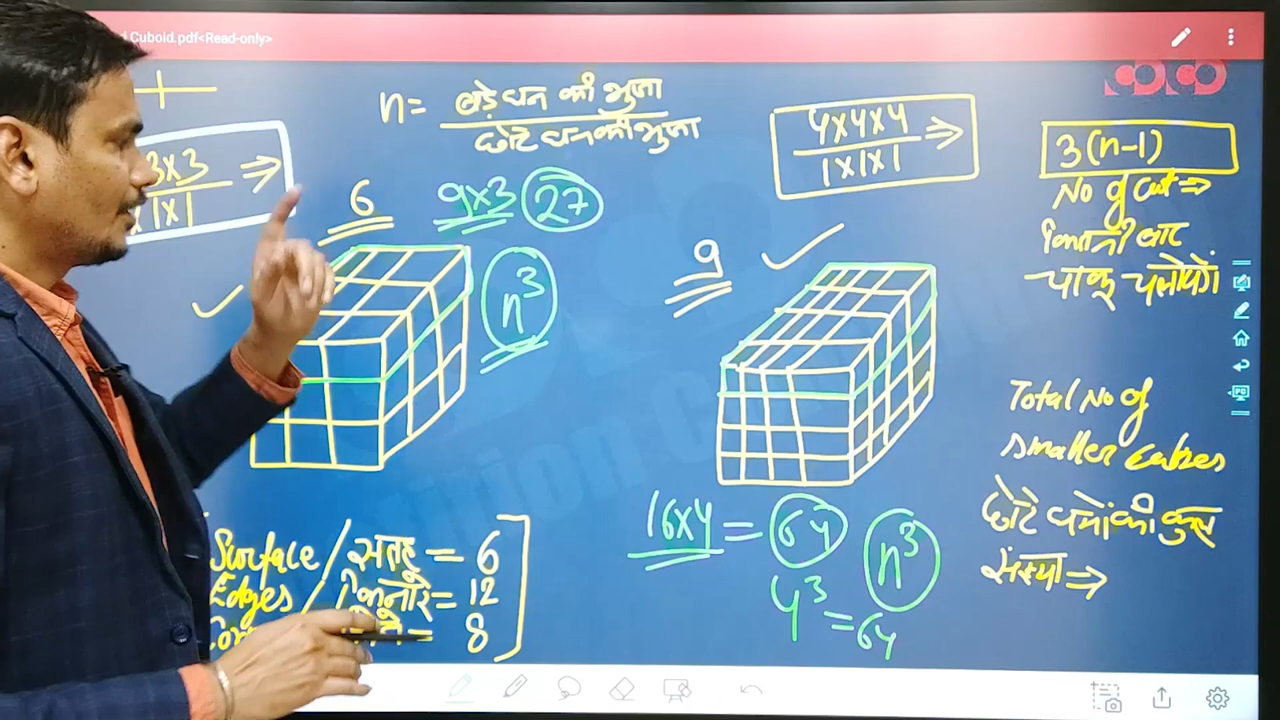 d Cuboid.pdf<Read-only>
n = बड़े घन की भुजा
छोटे घन की भुजा
3x3
x1x1
⇒
6
9x3 27
n³
4x4x4
1x1x1
⇒
9
3(n-1)
No of cut ⇒
कितनी बार
चाकू चलेगा
16x4 = 64
n³
4³ = 64
Total No of
smaller cubes
छोटे घनों की कुल
संख्या ⇒
Surface / सतह = 6
Edges / किनारे = 12
= 8
PC